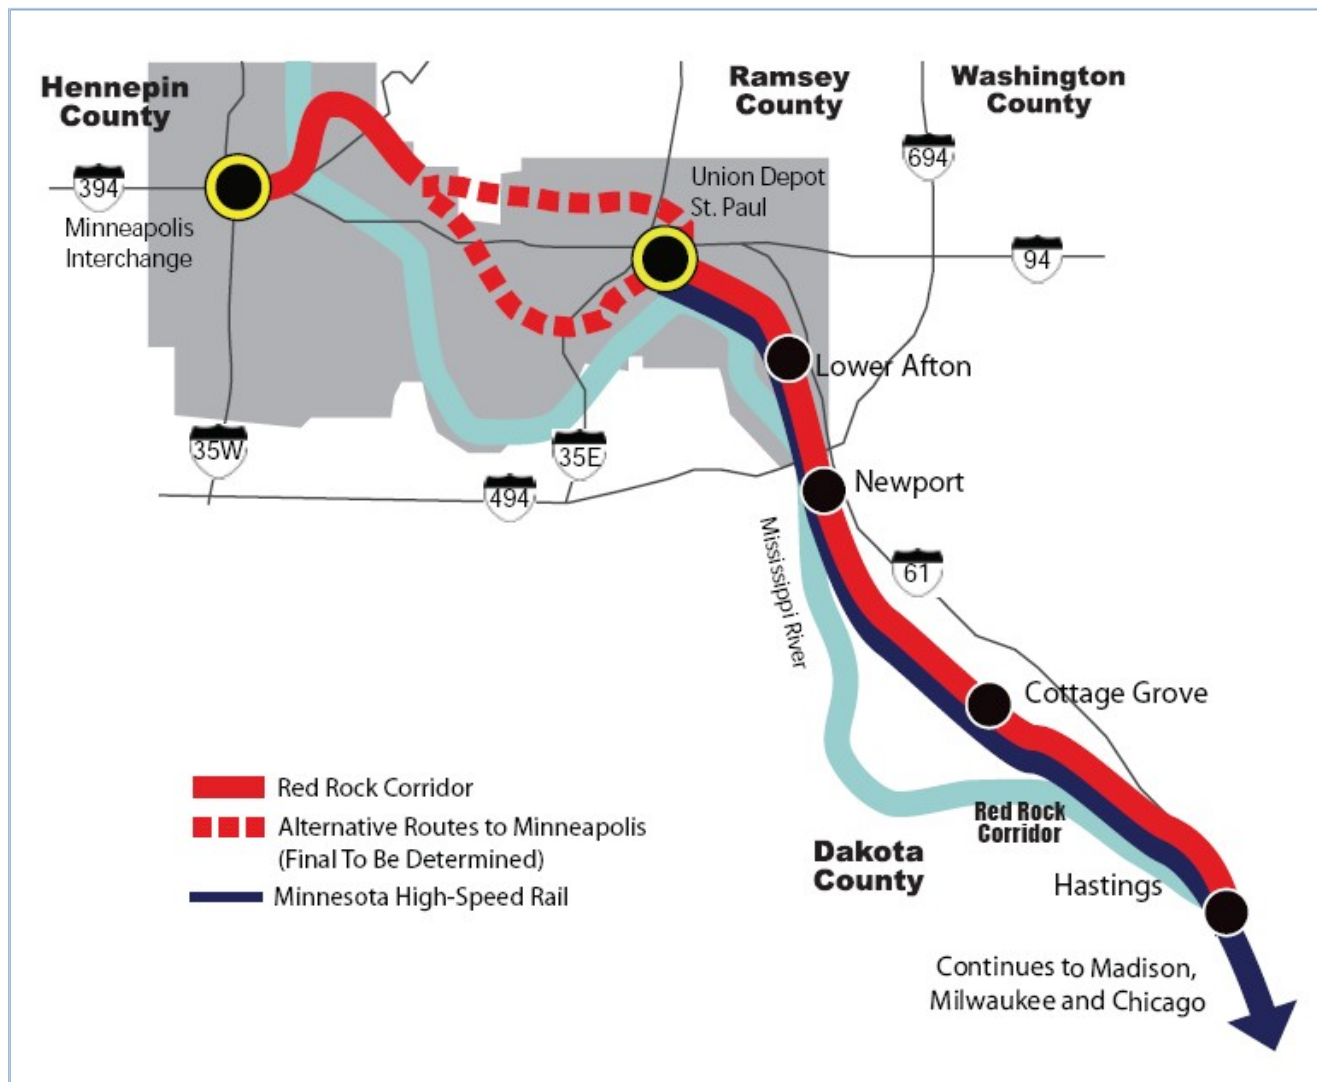 Hennepin
County
Ramsey
County
Washington
County
394
694
Union Depot
St. Paul
Minneapolis
Interchange
94
Lower Afton
35W
35E
494
Newport
Mississippi River
61
Cottage Grove
Red Rock Corridor
Alternative Routes to Minneapolis
(Final To Be Determined)
Minnesota High-Speed Rail
Red Rock
Corridor
Dakota
County
Hastings
Continues to Madison,
Milwaukee and Chicago